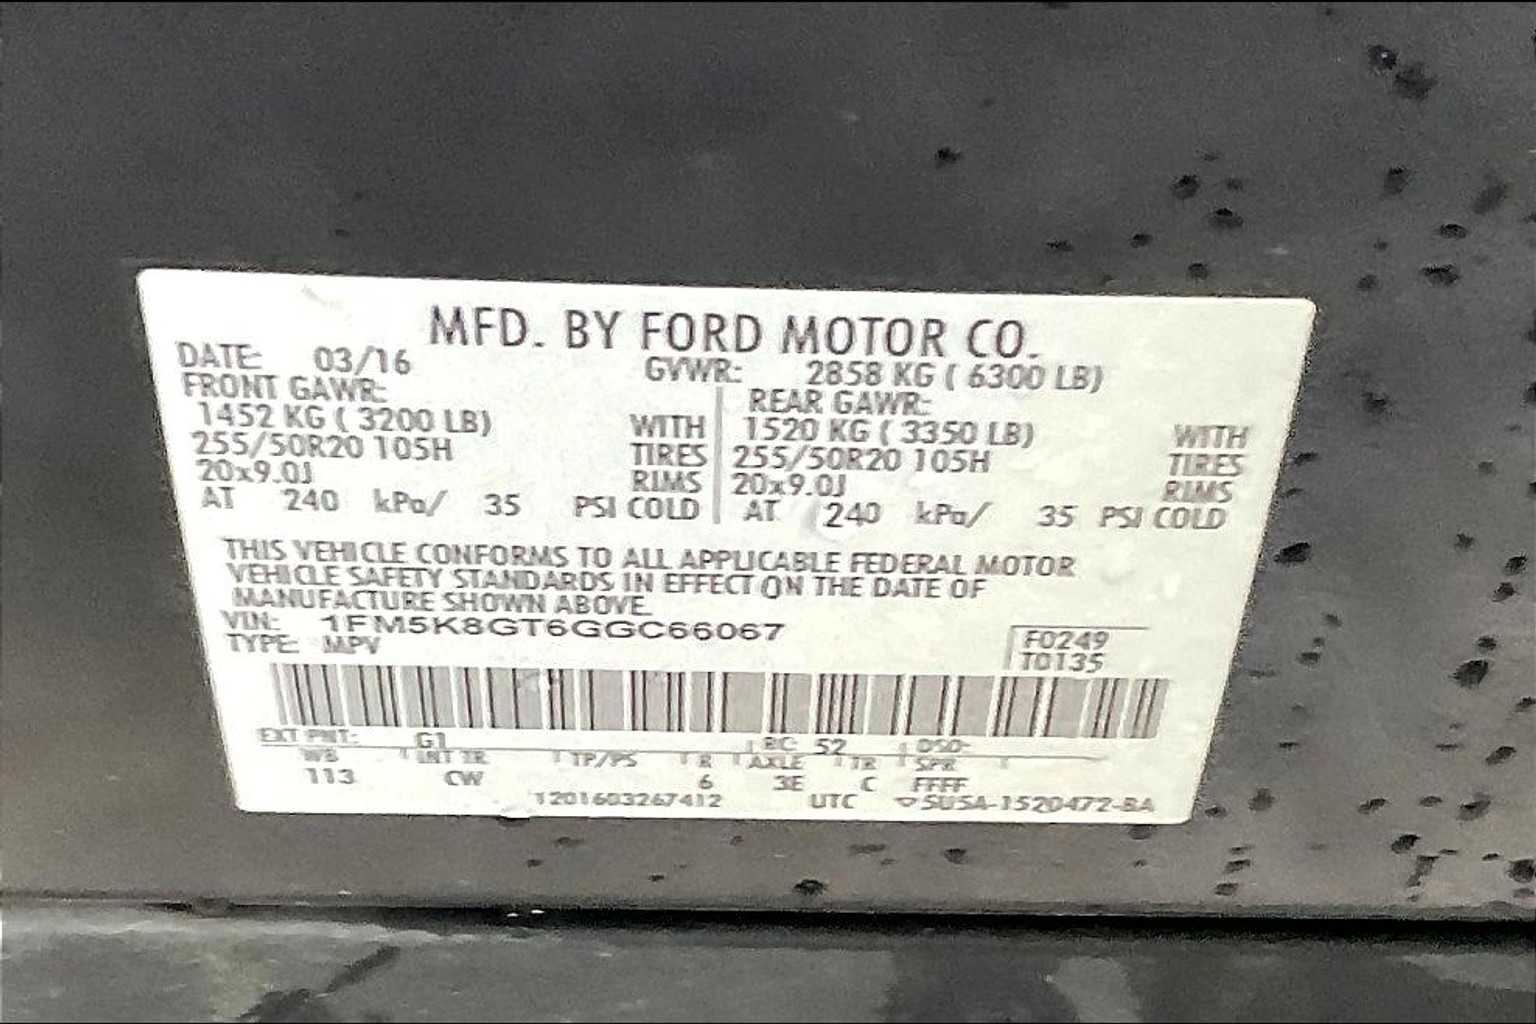 MFD. BY FORD MOTOR CO.
DATE: 03/16 GVWR: 2858 KG ( 6300 LB)
FRONT GAWR: REAR GAWR:
1452 KG ( 3200 LB) WITH 1520 KG ( 3350 LB) WITH
255/50R20 105H TIRES 255/50R20 105H TIRES
20x9.0J RIMS 20x9.0J RIMS
AT 240 kPa/ 35 PSI COLD AT 240 kPa/ 35 PSI COLD
THIS VEHICLE CONFORMS TO ALL APPLICABLE FEDERAL MOTOR
VEHICLE SAFETY STANDARDS IN EFFECT ON THE DATE OF
MANUFACTURE SHOWN ABOVE.
VIN: 1FM5K8GT6GGC66067 F0249
TYPE: MPV T0135
EXT PNT: G1 RC: 52 DSO:
WB INT TR TP/PS R AXLE TR SPR
113 CW 6 3E C FFFF
1201603267412 UTC ▽5U5A-1520472-BA